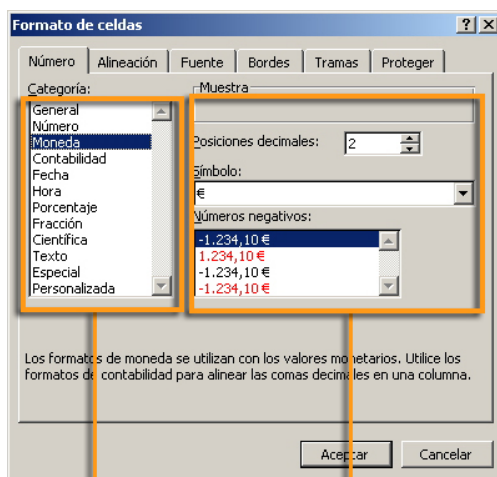 Formato de celdas
Número Alineación Fuente Bordes Tramas Proteger
Categoría:
General
Número
Moneda
Contabilidad
Fecha
Hora
Porcentaje
Fracción
Científica
Texto
Especial
Personalizada
Muestra
Posiciones decimales: 2
Símbolo:
€
Números negativos:
-1.234,10 €
1.234,10 €
-1.234,10 €
-1.234,10 €
Los formatos de moneda se utilizan con los valores monetarios. Utilice los
formatos de contabilidad para alinear las comas decimales en una columna.
Aceptar Cancelar